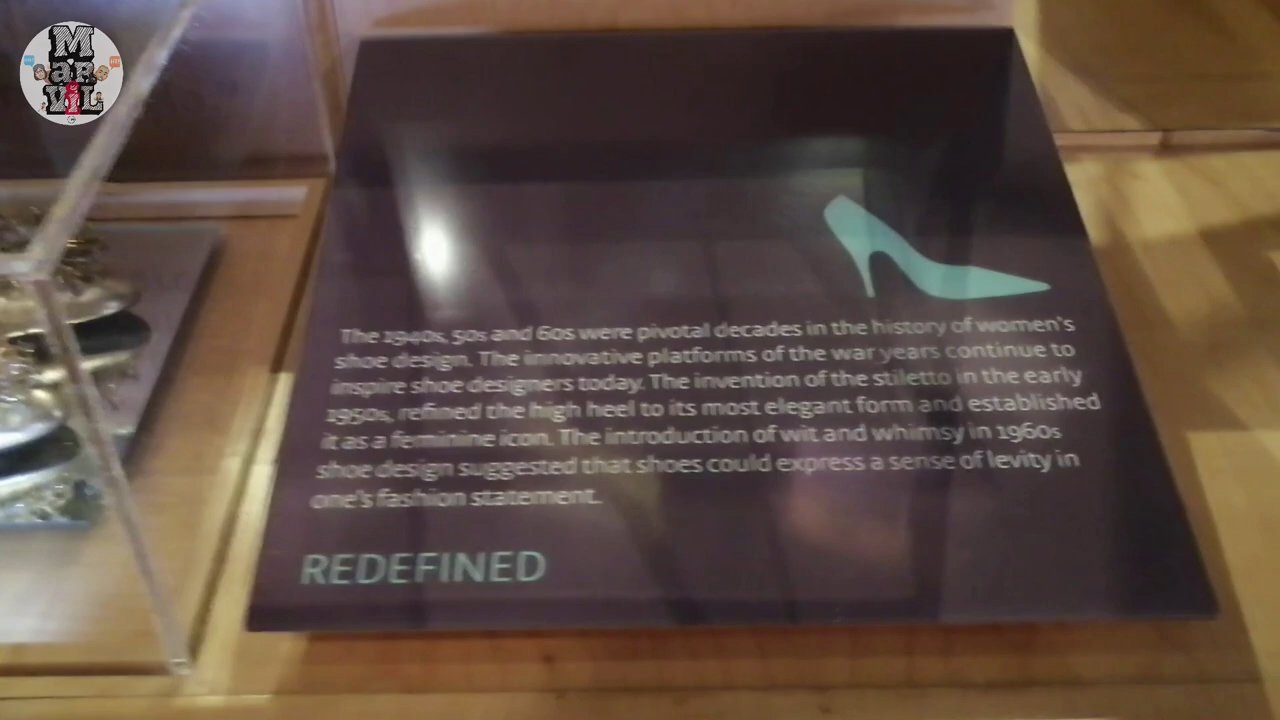 MarviL
The 1940s, 50s and 60s were pivotal decades in the history of women's
shoe design. The innovative platforms of the war years continue to
inspire shoe designers today. The invention of the stiletto in the early
1950s, refined the high heel to its most elegant form and established
it as a feminine icon. The introduction of wit and whimsy in 1960s
shoe design suggested that shoes could express a sense of levity in
one's fashion statement.
REDEFINED